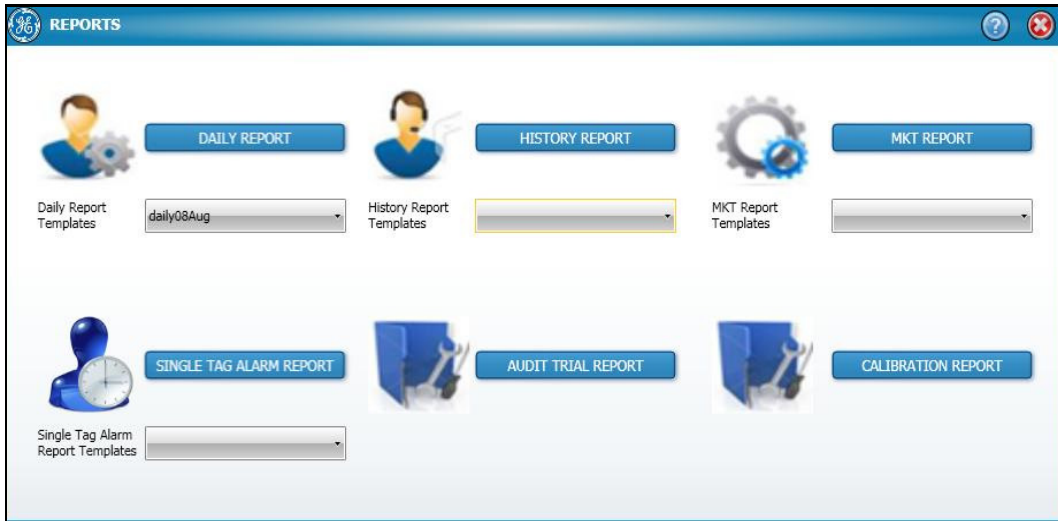 REPORTS
DAILY REPORT
HISTORY REPORT
MKT REPORT
Daily Report
Templates
daily08Aug
History Report
Templates
MKT Report
Templates
SINGLE TAG ALARM REPORT
AUDIT TRIAL REPORT
CALIBRATION REPORT
Single Tag Alarm
Report Templates